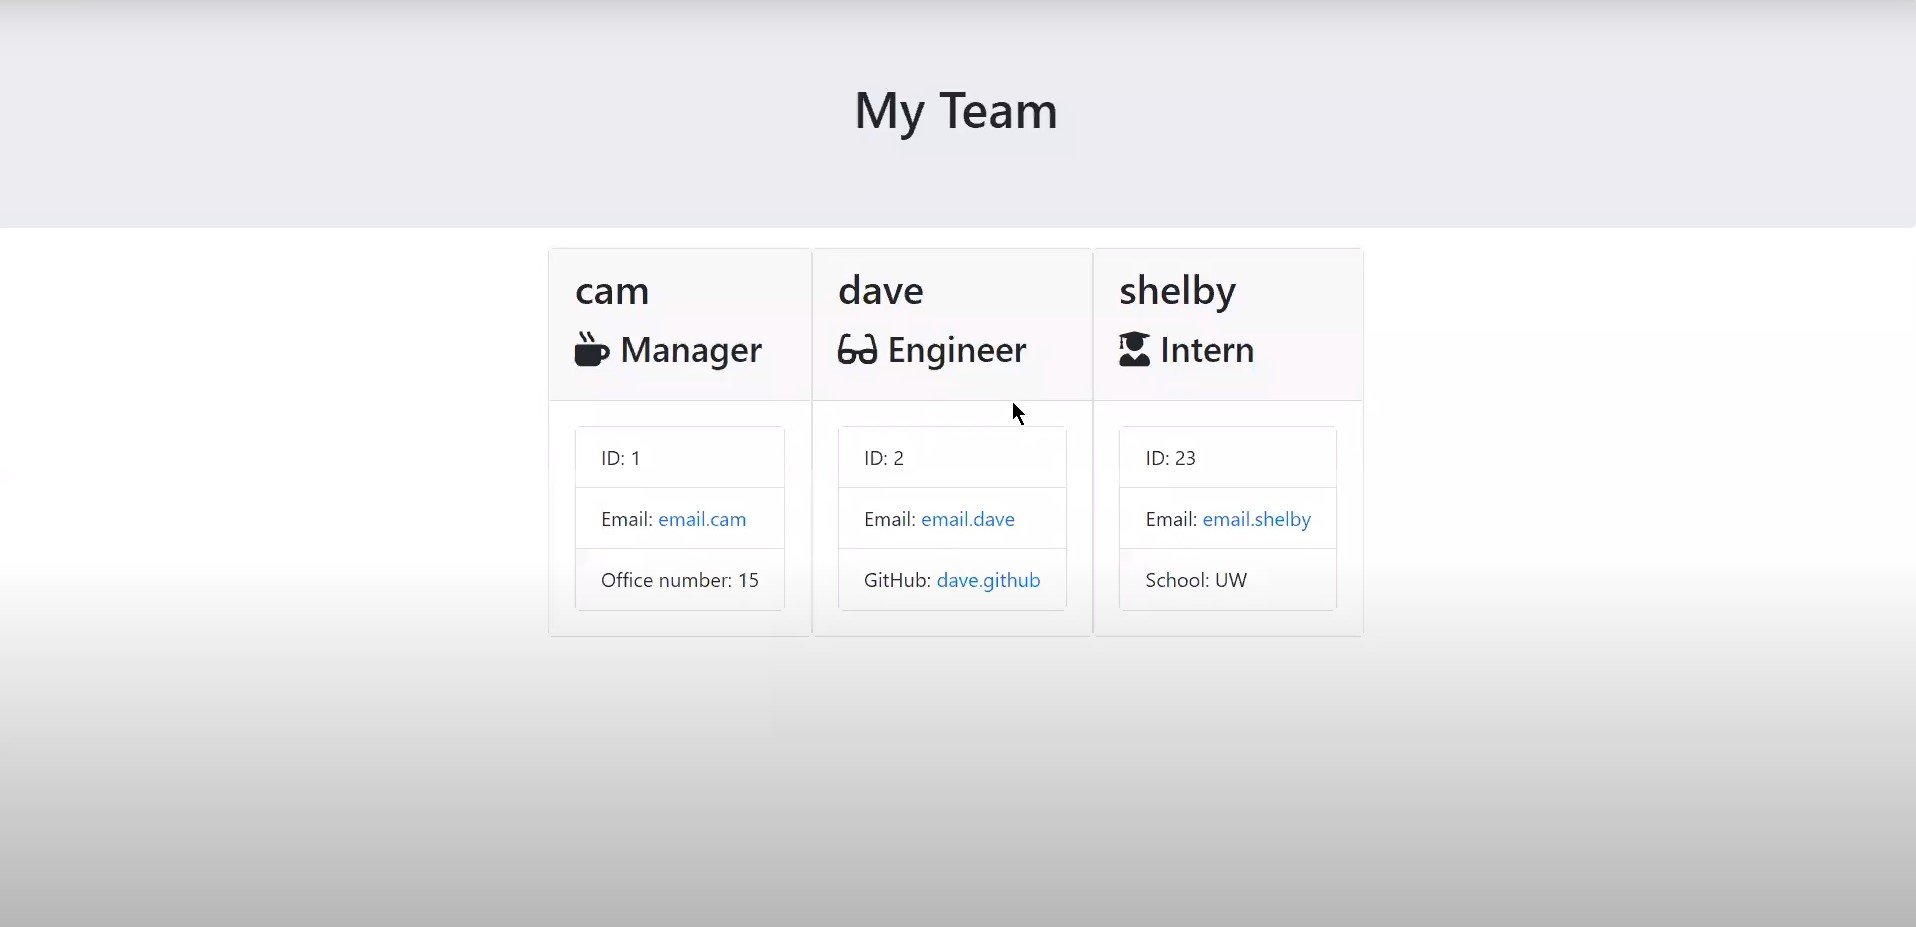 My Team
cam
Manager
ID: 1
Email: email.cam
Office number: 15
dave
Engineer
ID: 2
Email: email.dave
GitHub: dave.github
shelby
Intern
ID: 23
Email: email.shelby
School: UW